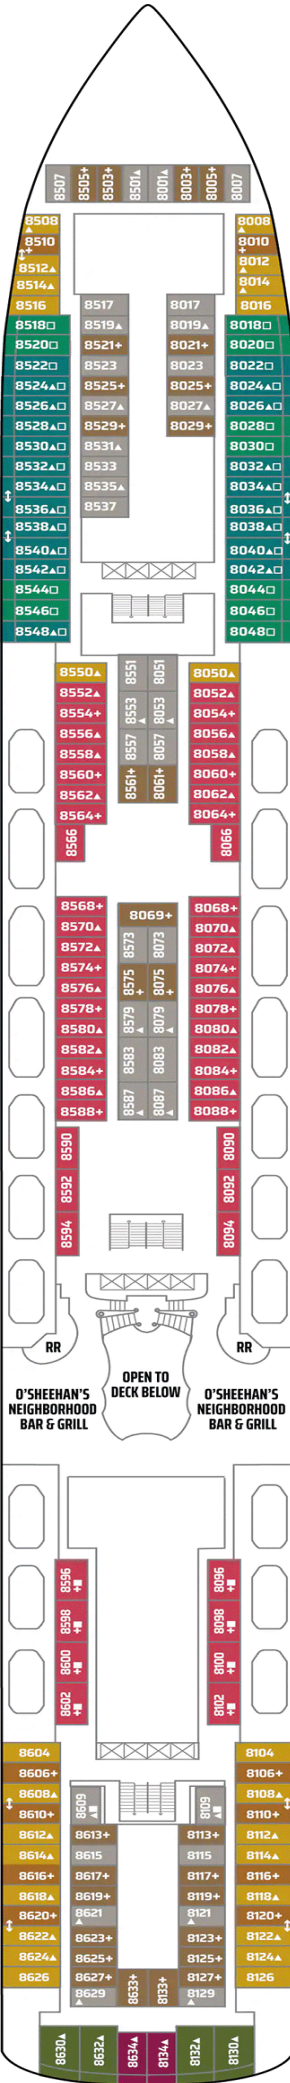 8507 8505+ 8503+ 8501▲ 8001▲ 8003+ 8005+ 8007
8508▲ 8008▲
8510+ 8010+
8512▲ 8012▲
8514▲ 8014▲
8516 8517 8017 8016
8518□ 8519▲ 8019▲ 8018□
8520□ 8521+ 8021+ 8020□
8522□ 8523 8023 8022□
8524▲□ 8525+ 8025+ 8024▲□
8526▲□ 8527▲ 8027▲ 8026▲□
8528▲□ 8529+ 8029+ 8028□
8530▲□ 8531▲ 8030□
8532▲□ 8533 8032▲□
8534▲□ 8535▲ 8034▲□
8536▲□ 8537 8036▲□
8538▲□ 8038▲□
8540▲□ 8040▲□
8542▲□ 8042▲□
8544□ 8044□
8546□ 8046□
8548▲□ 8048□
8550▲ 8551 8051 8050▲
8552▲ 8052▲
8554+ 8553▲ 8053▲ 8054+
8556▲ 8056▲
8558▲ 8557 8057 8058▲
8560+ 8060+
8562▲ 8561+ 8061+ 8062▲
8564+ 8064+
8566 8066
8568+ 8069+ 8068+
8570▲ 8070▲
8572▲ 8573 8073 8072▲
8574+ 8074+
8576▲ 8575+ 8075+ 8076▲
8578+ 8078+
8580▲ 8579▲ 8079▲ 8080▲
8582▲ 8082▲
8584+ 8583 8083 8084+
8586▲ 8086▲
8588+ 8587▲ 8087▲ 8088+
8590 8090
8592 8092
8594 8094
RR RR
OPEN TO
DECK BELOW
O'SHEEHAN'S
NEIGHBORHOOD
BAR & GRILL
O'SHEEHAN'S
NEIGHBORHOOD
BAR & GRILL
8596+■ 8096+■
8598+■ 8098+■
8600+■ 8100+■
8602+■ 8102+■
8604 8104
8606+ 8106+
8608▲ 8609▲■ 8109▲■ 8108▲
8610+ 8110+
8612▲ 8613+ 8113+ 8112▲
8614▲ 8615 8115 8114▲
8616+ 8617+ 8117+ 8116+
8618▲ 8619+ 8119+ 8118▲
8620+ 8621▲ 8121▲ 8120+
8622▲ 8623+ 8123+ 8122▲
8624▲ 8625+ 8125+ 8124▲
8626 8627+ 8633+ 8133+ 8127+ 8126
8629▲ 8129▲
8630▲ 8632▲ 8634▲ 8134▲ 8132▲ 8130▲